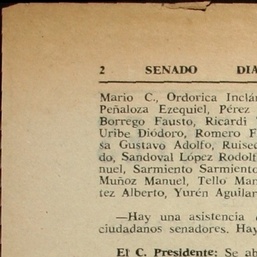 2 SENADO DIA
Mario C., Ordorica Inclá
Peñaloza Ezequiel, Pérez
Borrego Fausto, Ricardi
Uribe Diódoro, Romero F
sa Gustavo Adolfo, Ruise
do, Sandoval López Rodolf
nuel, Sarmiento Sarmiento
Muñoz Manuel, Tello Mar
tez Alberto, Yurén Aguilar
—Hay una asistencia
ciudadanos senadores. Hay
El C. Presidente: Se ab